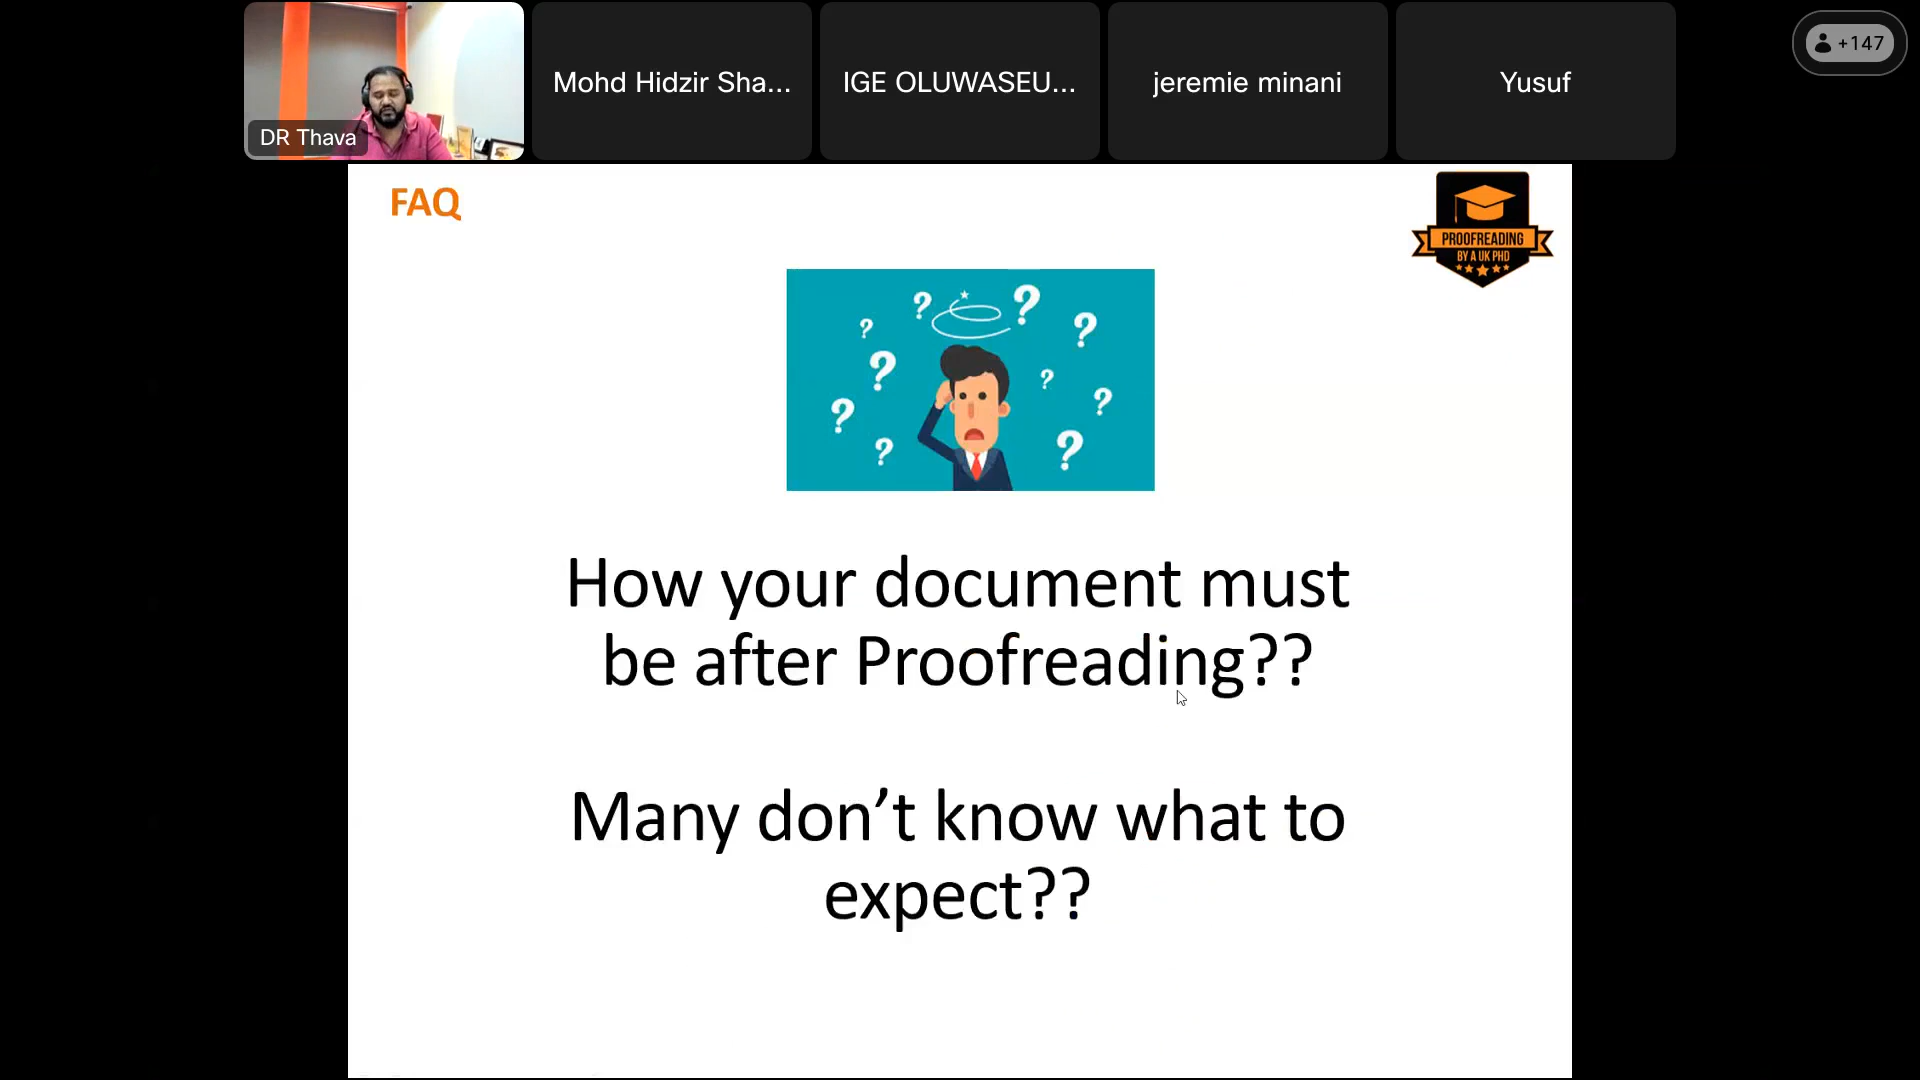 DR Thava
Mohd Hidzir Sha...
IGE OLUWASEU...
jeremie minani
Yusuf
+147
FAQ
PROOFREADING
BY A UK PHD
? ? ? ? ? ? ? ? ? ?
How your document must
be after Proofreading??
Many don’t know what to
expect??